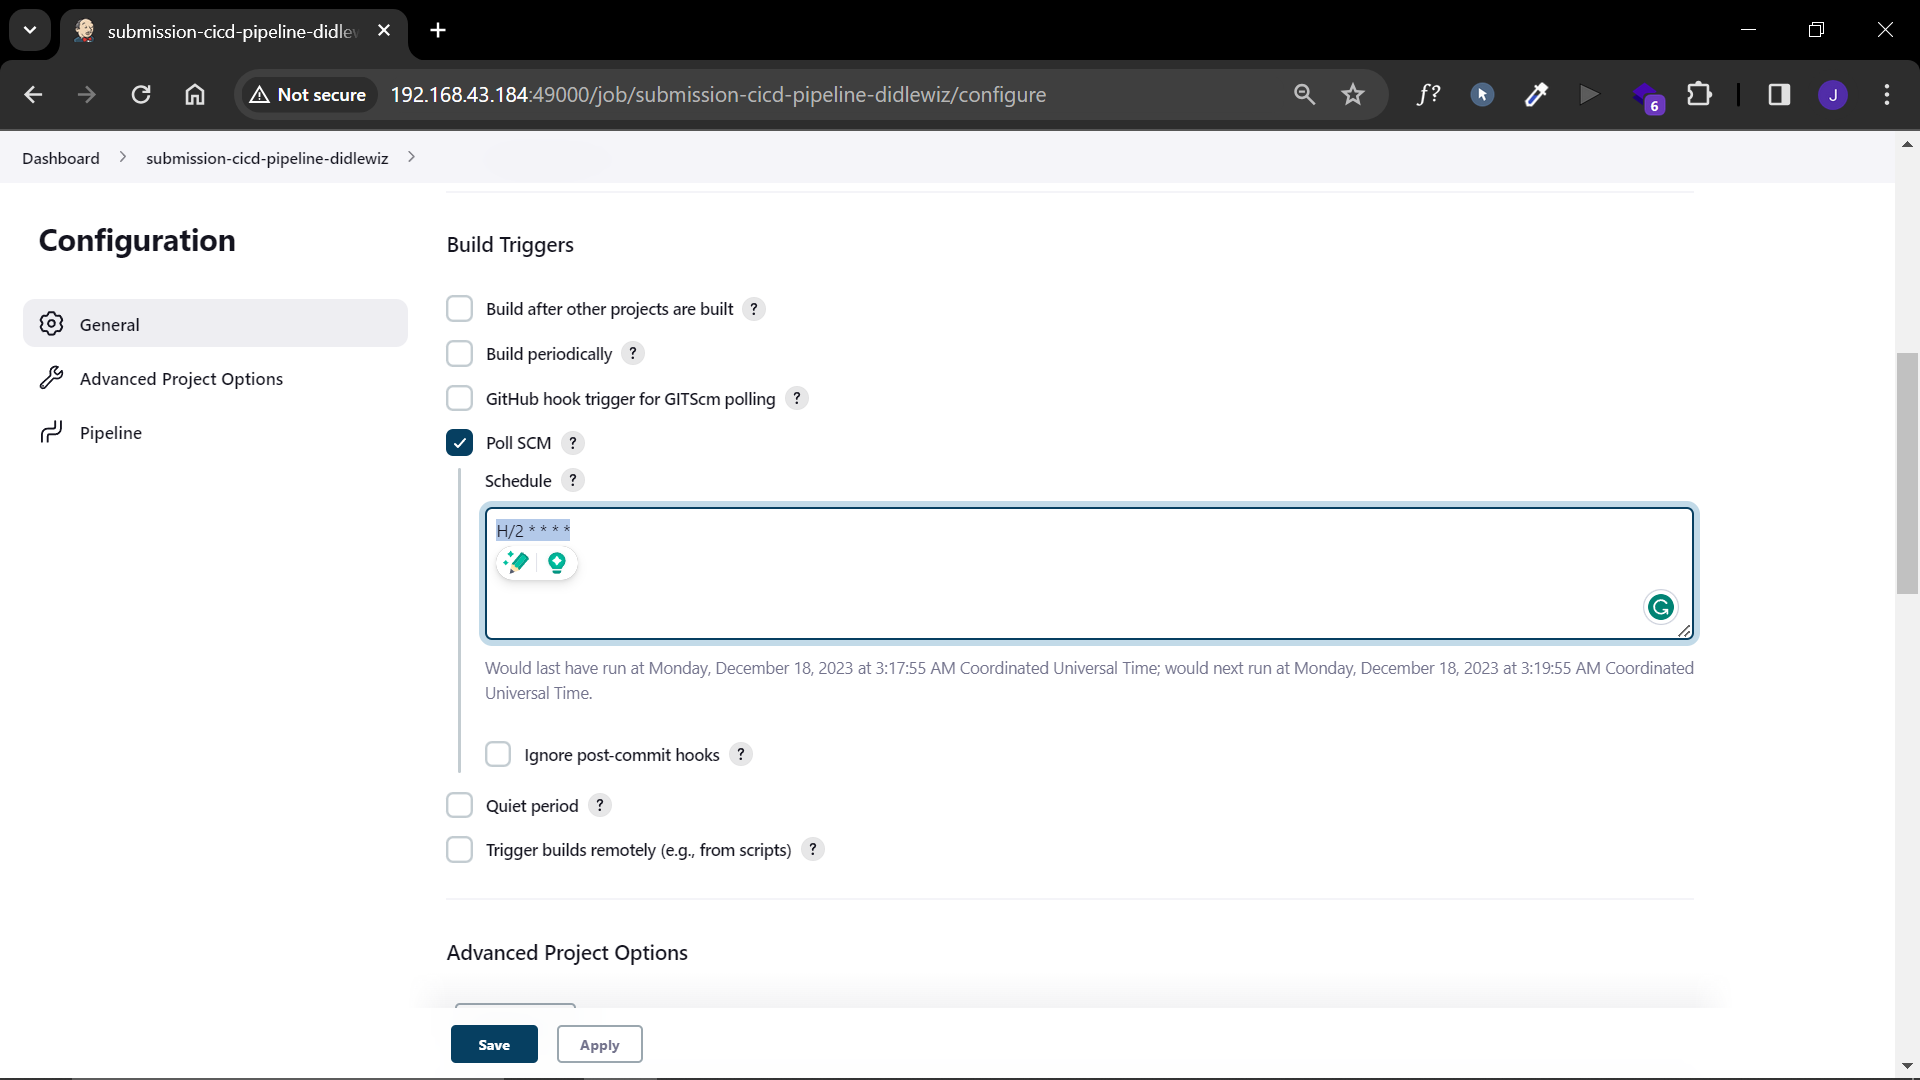 submission-cicd-pipeline-didlew
Not secure
192.168.43.184:49000/job/submission-cicd-pipeline-didlewiz/configure
f?
6
J
Dashboard
submission-cicd-pipeline-didlewiz
Configuration
General
Advanced Project Options
Pipeline
Build Triggers
Build after other projects are built ?
Build periodically ?
GitHub hook trigger for GITScm polling ?
Poll SCM ?
Schedule ?
H/2 * * * *
Would last have run at Monday, December 18, 2023 at 3:17:55 AM Coordinated Universal Time; would next run at Monday, December 18, 2023 at 3:19:55 AM Coordinated
Universal Time.
Ignore post-commit hooks ?
Quiet period ?
Trigger builds remotely (e.g., from scripts) ?
Advanced Project Options
Save
Apply